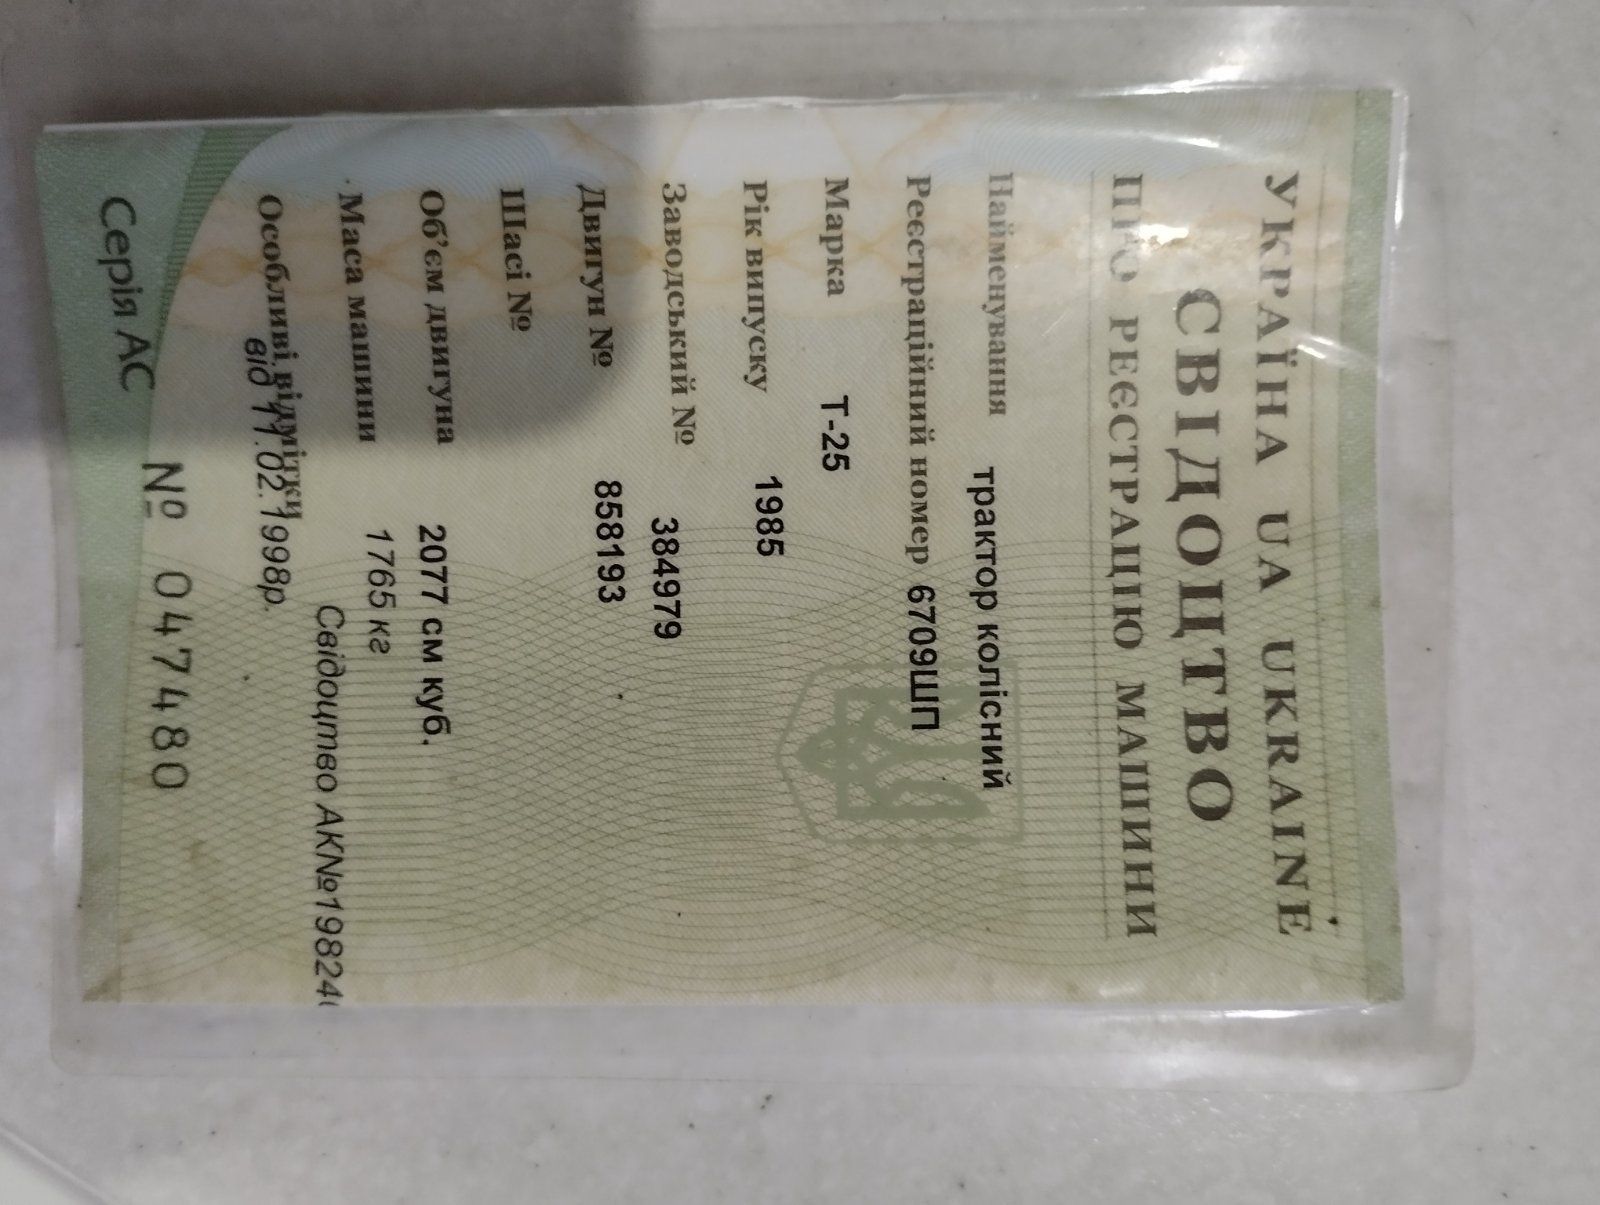 УКРАЇНА UA UKRAINE
СВІДОЦТВО
ПРО РЕЄСТРАЦІЮ МАШИНИ
Найменування трактор колісний
Реєстраційний номер 6709ШП
Марка Т-25
Рік випуску 1985
Заводський № 384979
Двигун № 858193
Шасі №
Об'єм двигуна 2077 см куб.
Маса машини 1765 кг
Свідоцтво АК№19824
Особливі відмітки
від 11.02.1998р.
Серія АС № 047480